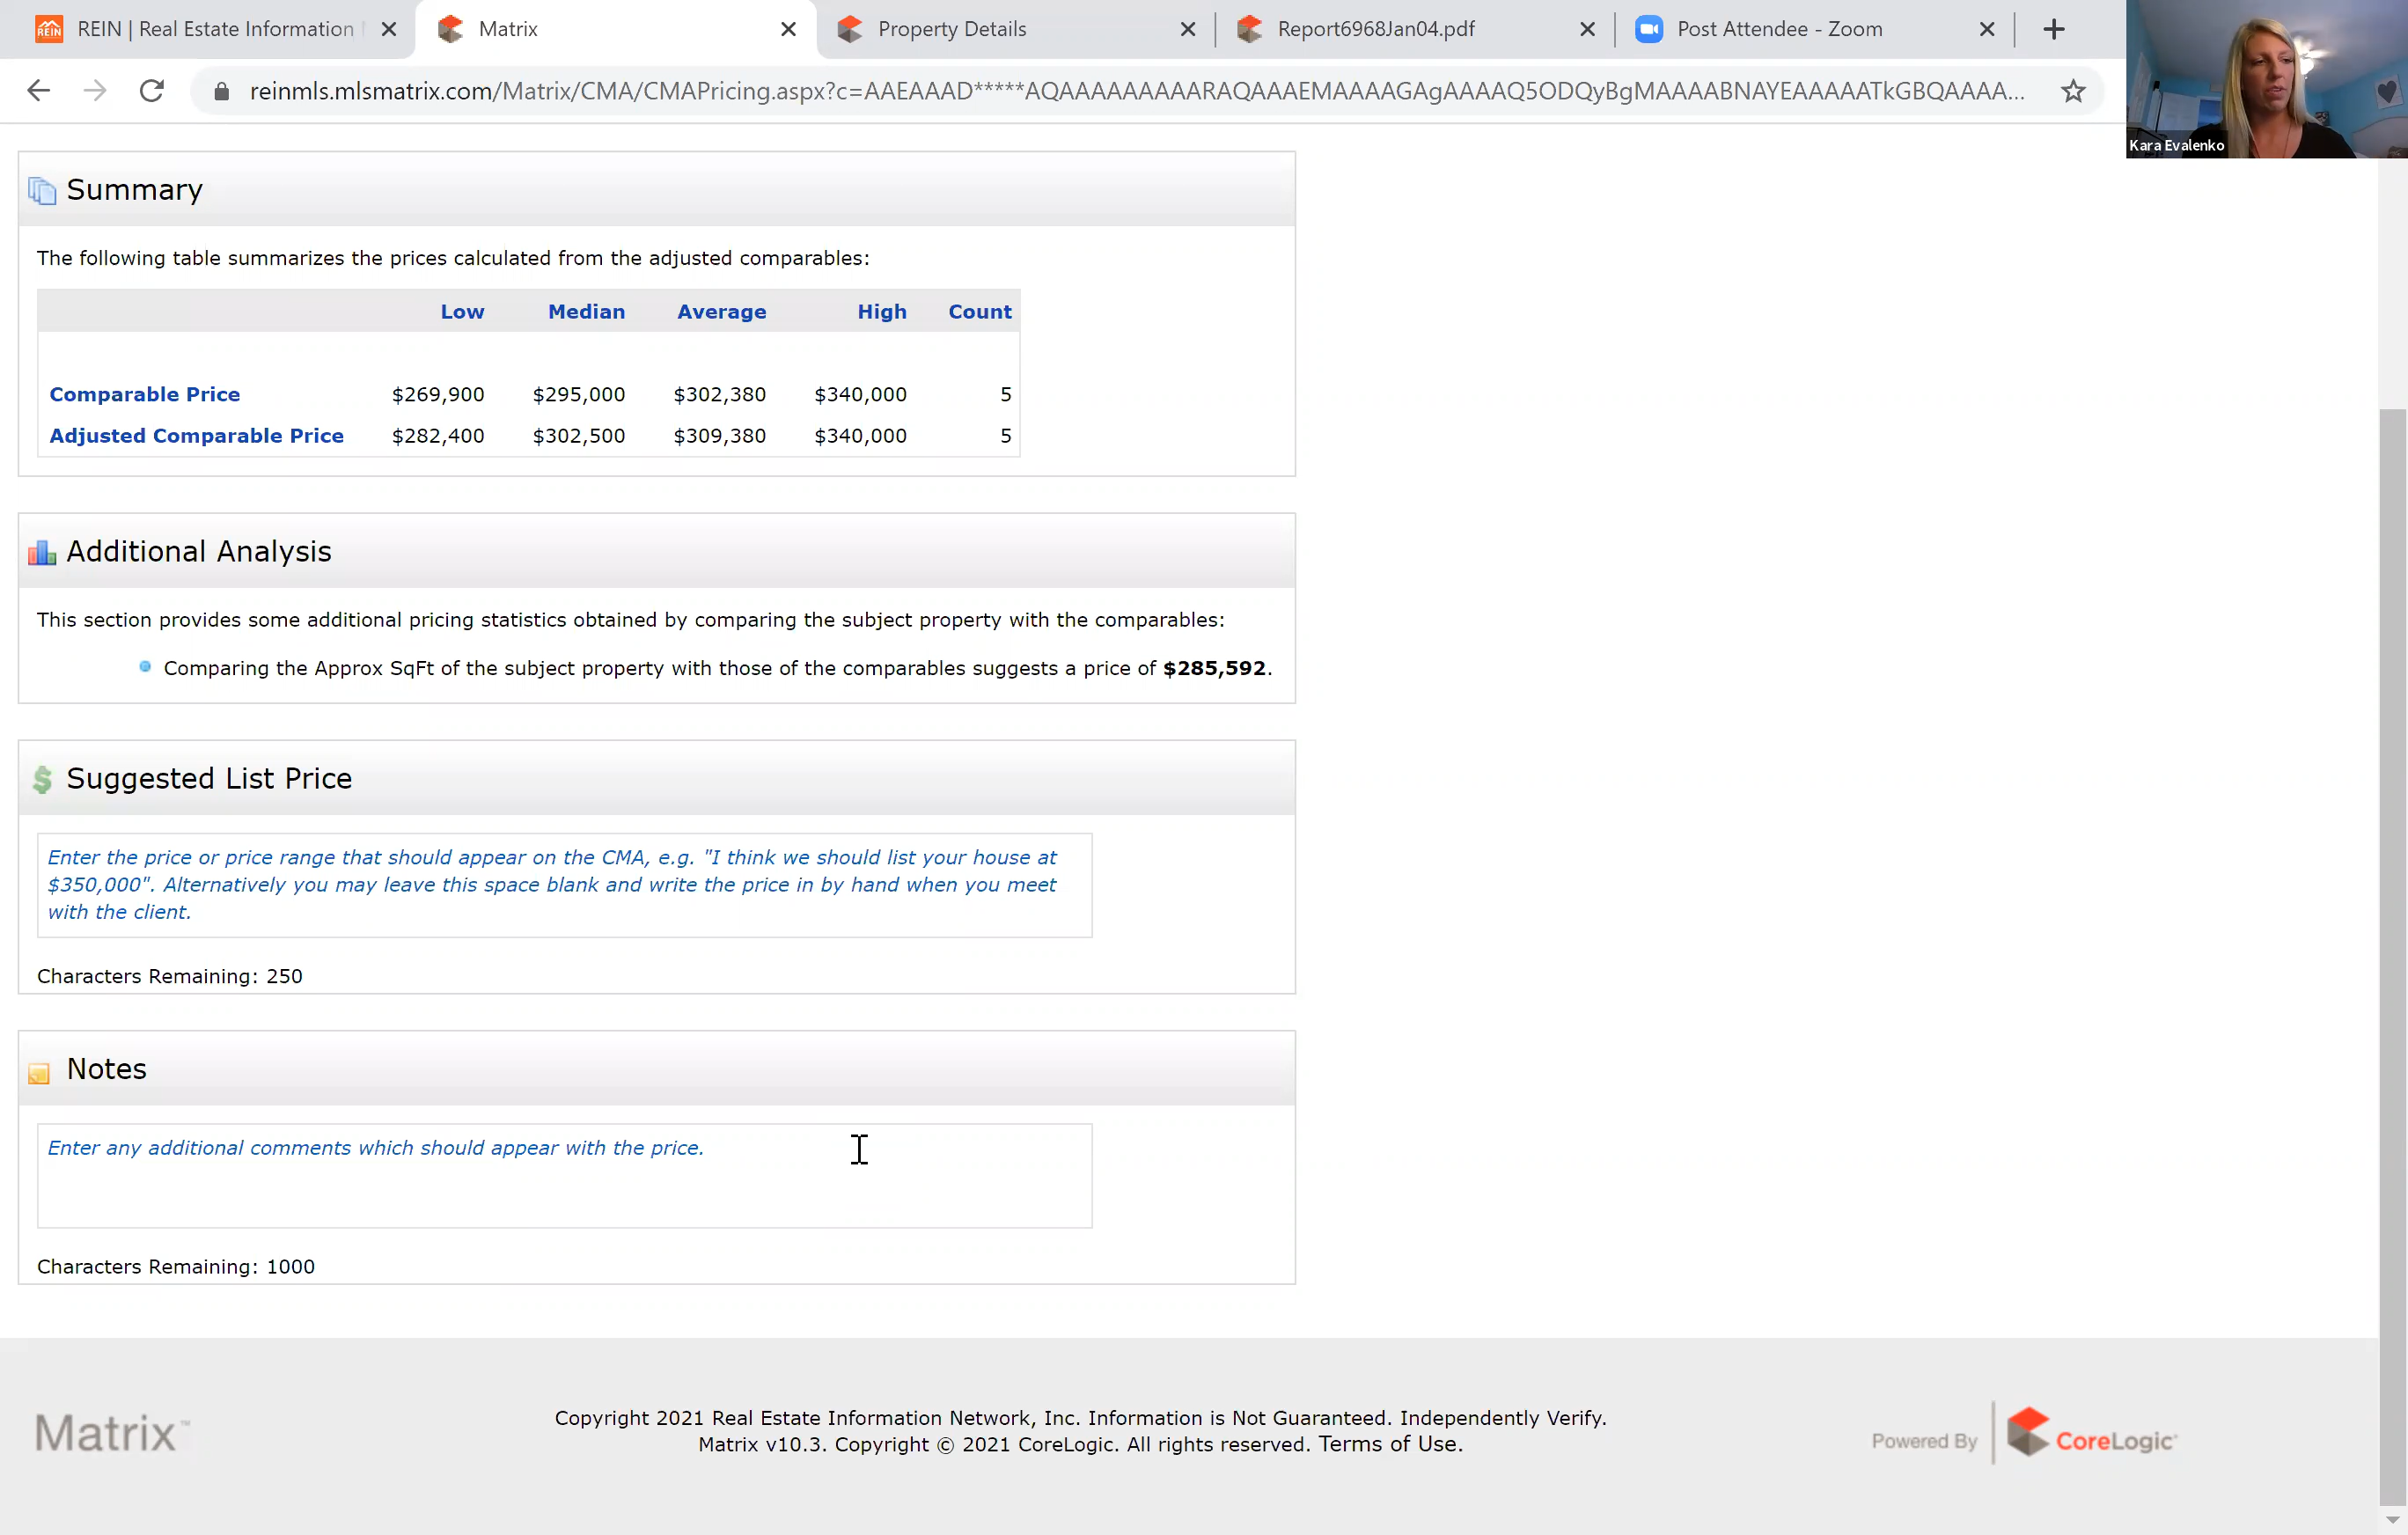 REIN | Real Estate Information
Matrix
Property Details
Report6968Jan04.pdf
Post Attendee - Zoom
reinmls.mlsmatrix.com/Matrix/CMA/CMAPricing.aspx?c=AAEAAAD*****AQAAAAAAAAARAQAAAEMAAAAGAgAAAAQ5ODQyBgMAAAABNAYEAAAAATkGBQAAAA...
Kara Evalenko
Summary
The following table summarizes the prices calculated from the adjusted comparables:
Low Median Average High Count
Comparable Price $269,900 $295,000 $302,380 $340,000 5
Adjusted Comparable Price $282,400 $302,500 $309,380 $340,000 5
Additional Analysis
This section provides some additional pricing statistics obtained by comparing the subject property with the comparables:
Comparing the Approx SqFt of the subject property with those of the comparables suggests a price of $285,592.
Suggested List Price
Enter the price or price range that should appear on the CMA, e.g. "I think we should list your house at
$350,000". Alternatively you may leave this space blank and write the price in by hand when you meet
with the client.
Characters Remaining: 250
Notes
Enter any additional comments which should appear with the price.
Characters Remaining: 1000
Matrix™
Copyright 2021 Real Estate Information Network, Inc. Information is Not Guaranteed. Independently Verify.
Matrix v10.3. Copyright © 2021 CoreLogic. All rights reserved. Terms of Use.
Powered By
CoreLogic